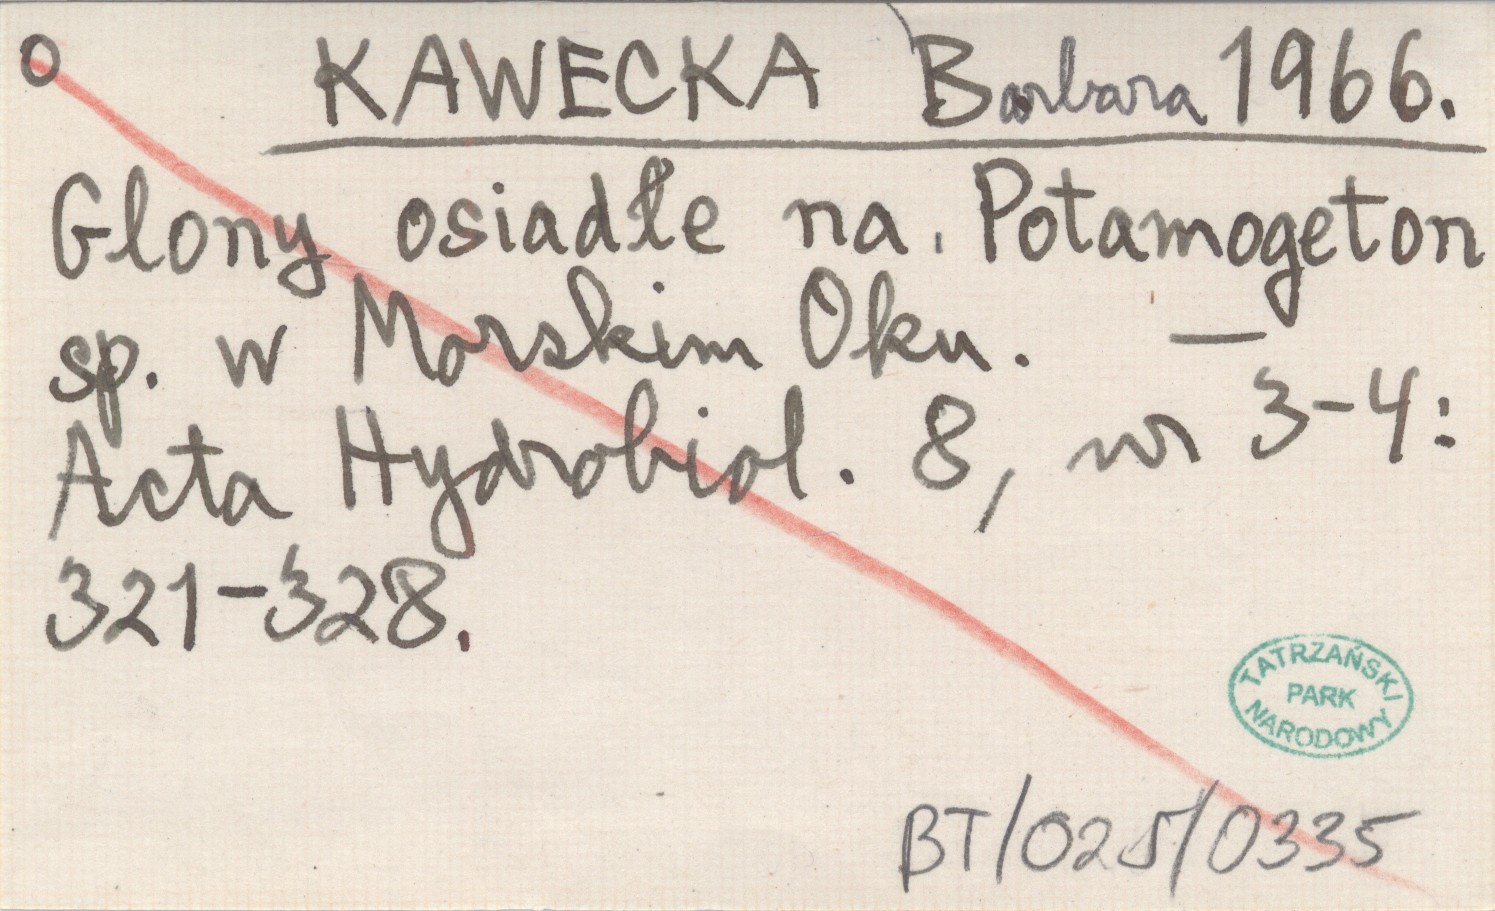 O KAWECKA Barbara 1966.
Glony osiadłe na Potamogeton
sp. w Morskim Oku. —
Acta Hydrobiol. 8, nr 3-4:
321-328.
TATRZAŃSKI
PARK
NARODOWY
BT/025/0335